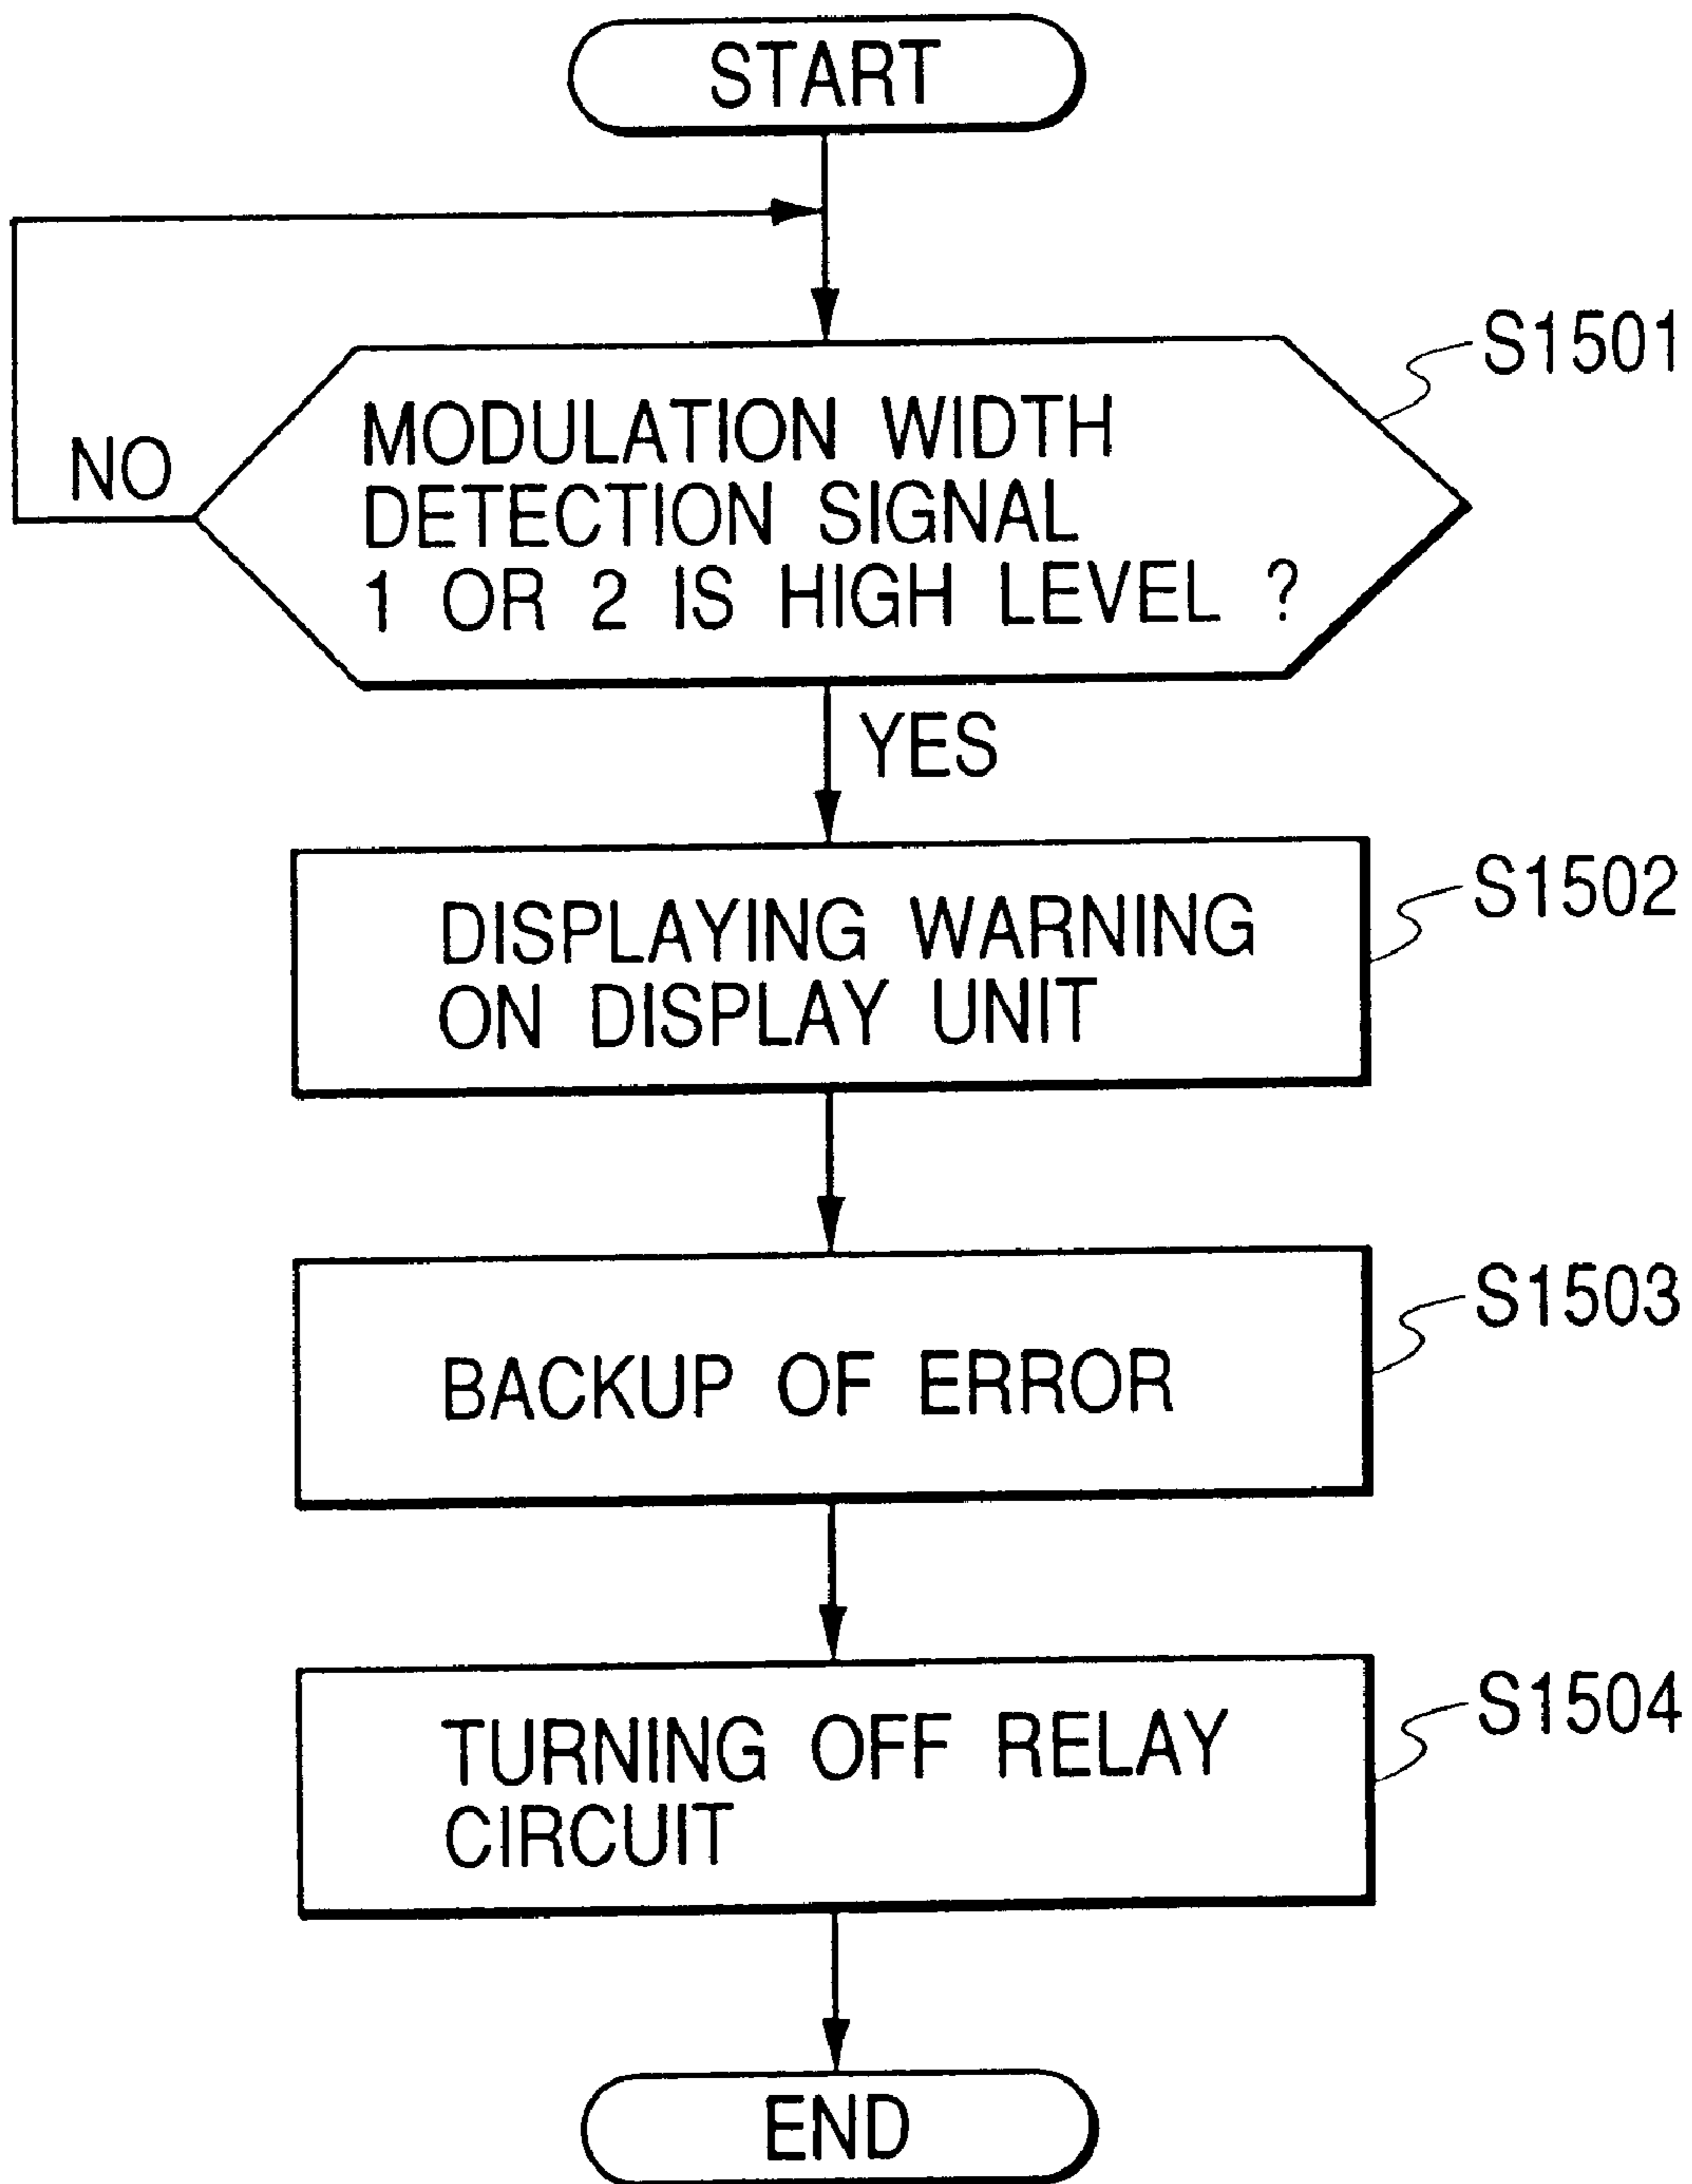 START
S1501
NO
MODULATION WIDTH
DETECTION SIGNAL
1 OR 2 IS HIGH LEVEL ?
YES
S1502
DISPLAYING WARNING
ON DISPLAY UNIT
S1503
BACKUP OF ERROR
S1504
TURNING OFF RELAY
CIRCUIT
END